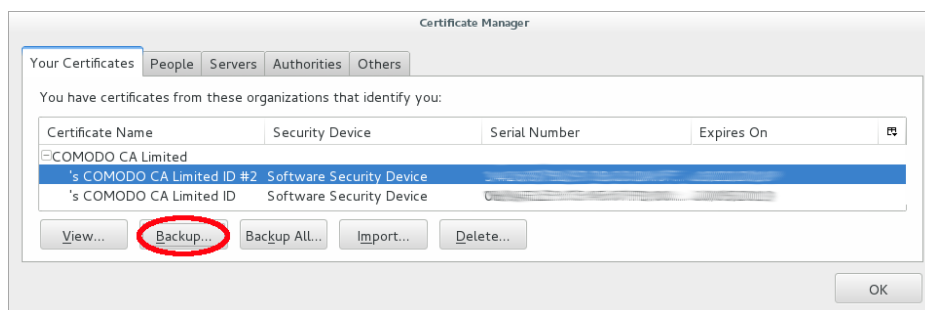 Certificate Manager
Your Certificates People Servers Authorities Others
You have certificates from these organizations that identify you:
Certificate Name Security Device Serial Number Expires On
COMODO CA Limited
's COMODO CA Limited ID #2 Software Security Device
's COMODO CA Limited ID Software Security Device
View... Backup... Backup All... Import... Delete...
OK